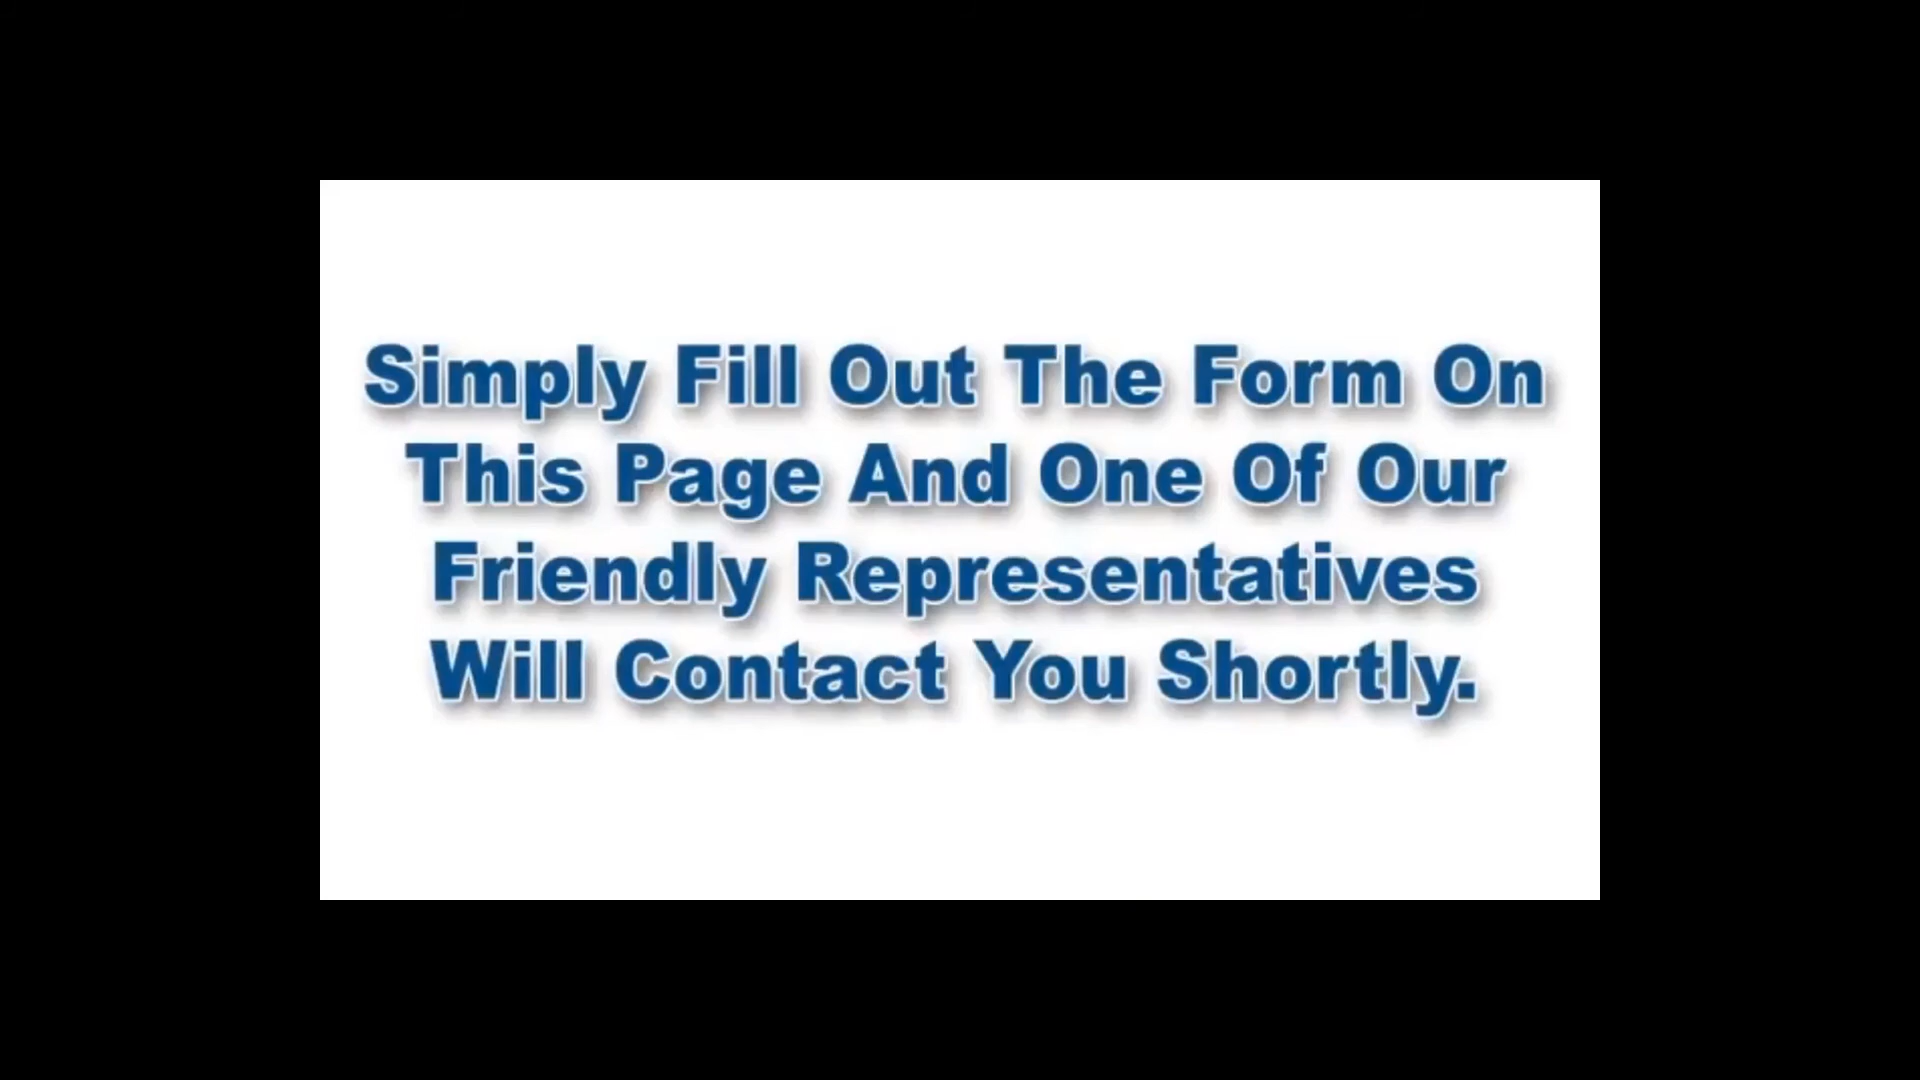 Simply Fill Out The Form On
This Page And One Of Our
Friendly Representatives
Will Contact You Shortly.